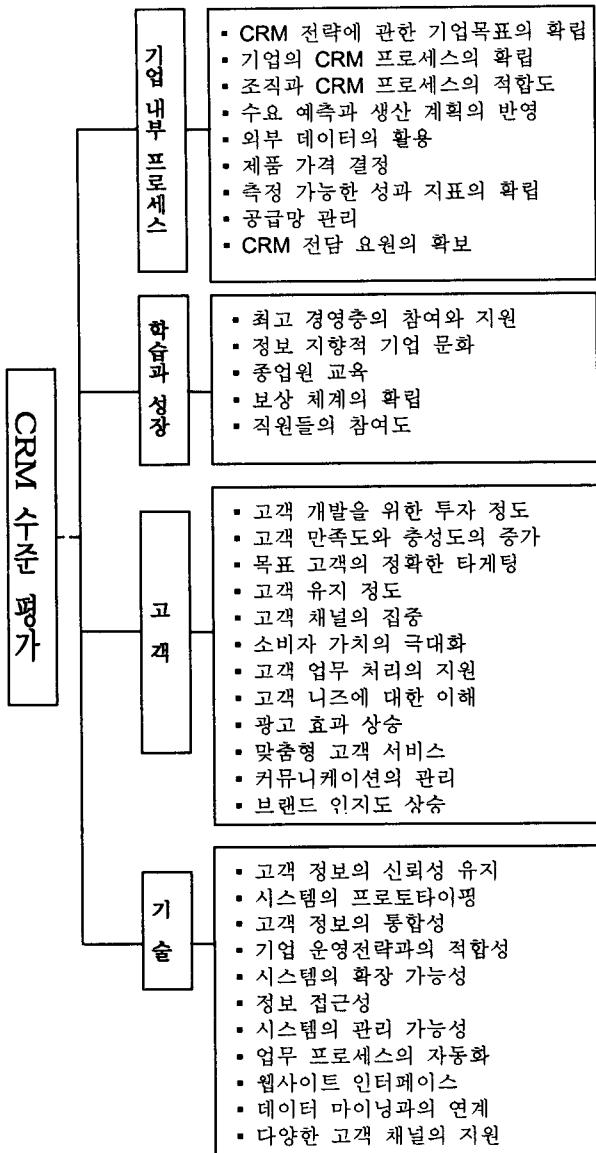 CRM 수준 평가
기업 내부 프로세스
▪ CRM 전략에 관한 기업목표의 확립
▪ 기업의 CRM 프로세스의 확립
▪ 조직과 CRM 프로세스의 적합도
▪ 수요 예측과 생산 계획의 반영
▪ 외부 데이터의 활용
▪ 제품 가격 결정
▪ 측정 가능한 성과 지표의 확립
▪ 공급망 관리
▪ CRM 전담 요원의 확보
학습과 성장
▪ 최고 경영층의 참여와 지원
▪ 정보 지향적 기업 문화
▪ 종업원 교육
▪ 보상 체계의 확립
▪ 직원들의 참여도
고객
▪ 고객 개발을 위한 투자 정도
▪ 고객 만족도와 충성도의 증가
▪ 목표 고객의 정확한 타게팅
▪ 고객 유지 정도
▪ 고객 채널의 집중
▪ 소비자 가치의 극대화
▪ 고객 업무 처리의 지원
▪ 고객 니즈에 대한 이해
▪ 광고 효과 상승
▪ 맞춤형 고객 서비스
▪ 커뮤니케이션의 관리
▪ 브랜드 인지도 상승
기술
▪ 고객 정보의 신뢰성 유지
▪ 시스템의 프로토타이핑
▪ 고객 정보의 통합성
▪ 기업 운영전략과의 적합성
▪ 시스템의 확장 가능성
▪ 정보 접근성
▪ 시스템의 관리 가능성
▪ 업무 프로세스의 자동화
▪ 웹사이트 인터페이스
▪ 데이터 마이닝과의 연계
▪ 다양한 고객 채널의 지원